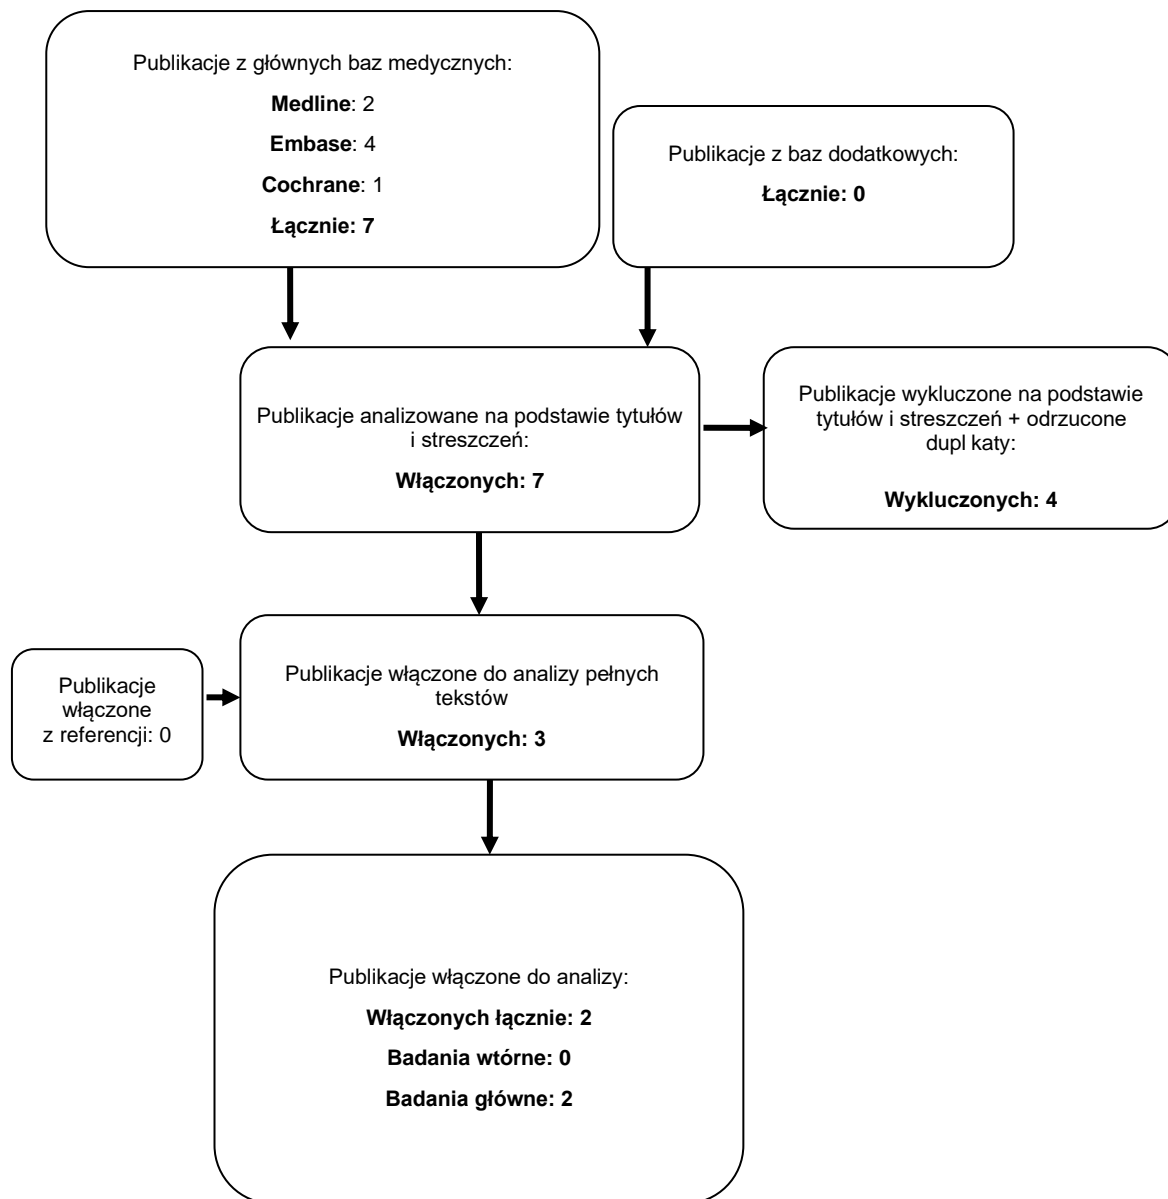 Publikacje z głównych baz medycznych:
Medline: 2
Embase: 4
Cochrane: 1
Łącznie: 7
Publikacje z baz dodatkowych:
Łącznie: 0
Publikacje analizowane na podstawie tytułów
i streszczeń:
Włączonych: 7
Publikacje wykluczone na podstawie
tytułów i streszczeń + odrzucone
dupl katy:
Wykluczonych: 4
Publikacje
włączone
z referencji: 0
Publikacje włączone do analizy pełnych
tekstów
Włączonych: 3
Publikacje włączone do analizy:
Włączonych łącznie: 2
Badania wtórne: 0
Badania główne: 2